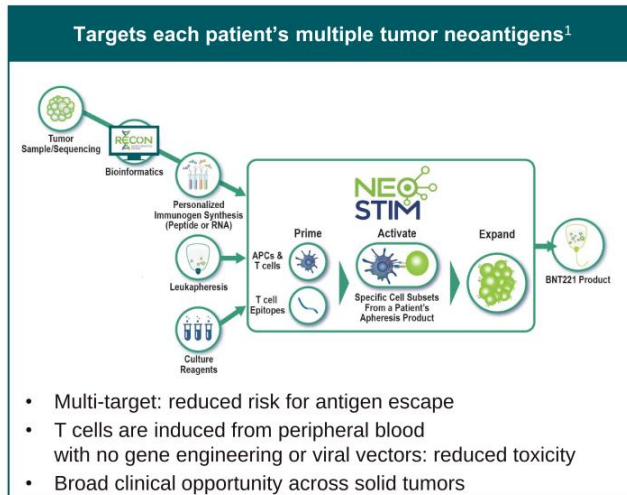 Targets each patient's multiple tumor neoantigens1
Tumor
Sample/Sequencing
RECON
Bioinformatics
Personalized
Immunogen Synthesis
(Peptide or RNA)
Leukapheresis
Culture
Reagents
NEO
STIM
Prime
Activate
Expand
APCs &
T cells
T cell
Epitopes
Specific Cell Subsets
From a Patient's
Apheresis Product
BNT221 Product
• Multi-target: reduced risk for antigen escape
• T cells are induced from peripheral blood
with no gene engineering or viral vectors: reduced toxicity
• Broad clinical opportunity across solid tumors